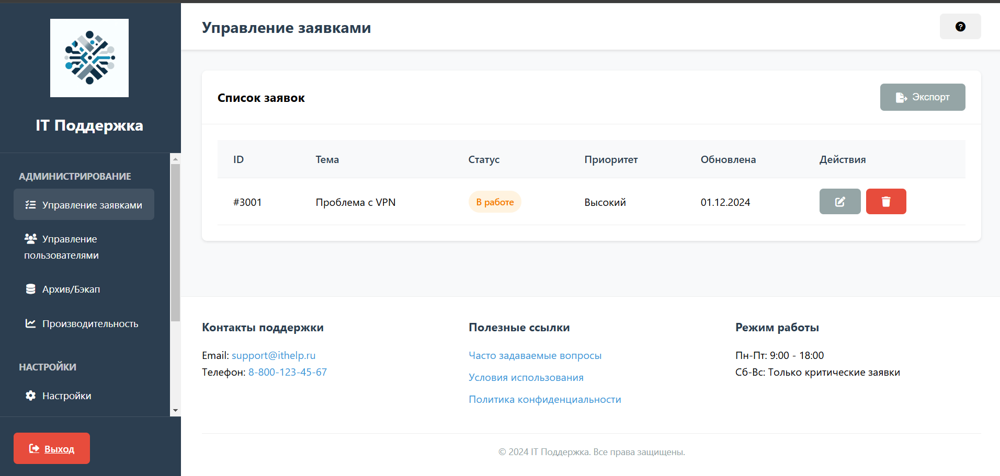 IT Поддержка
АДМИНИСТРИРОВАНИЕ
Управление заявками
Управление
пользователями
Архив/Бэкап
Производительность
НАСТРОЙКИ
Настройки
Выход
Управление заявками
Список заявок
Экспорт
ID Тема Статус Приоритет Обновлена Действия
#3001 Проблема с VPN В работе Высокий 01.12.2024
Контакты поддержки
Email: support@ithelp.ru
Телефон: 8-800-123-45-67
Полезные ссылки
Часто задаваемые вопросы
Условия использования
Политика конфиденциальности
Режим работы
Пн-Пт: 9:00 - 18:00
Сб-Вс: Только критические заявки
© 2024 IT Поддержка. Все права защищены.